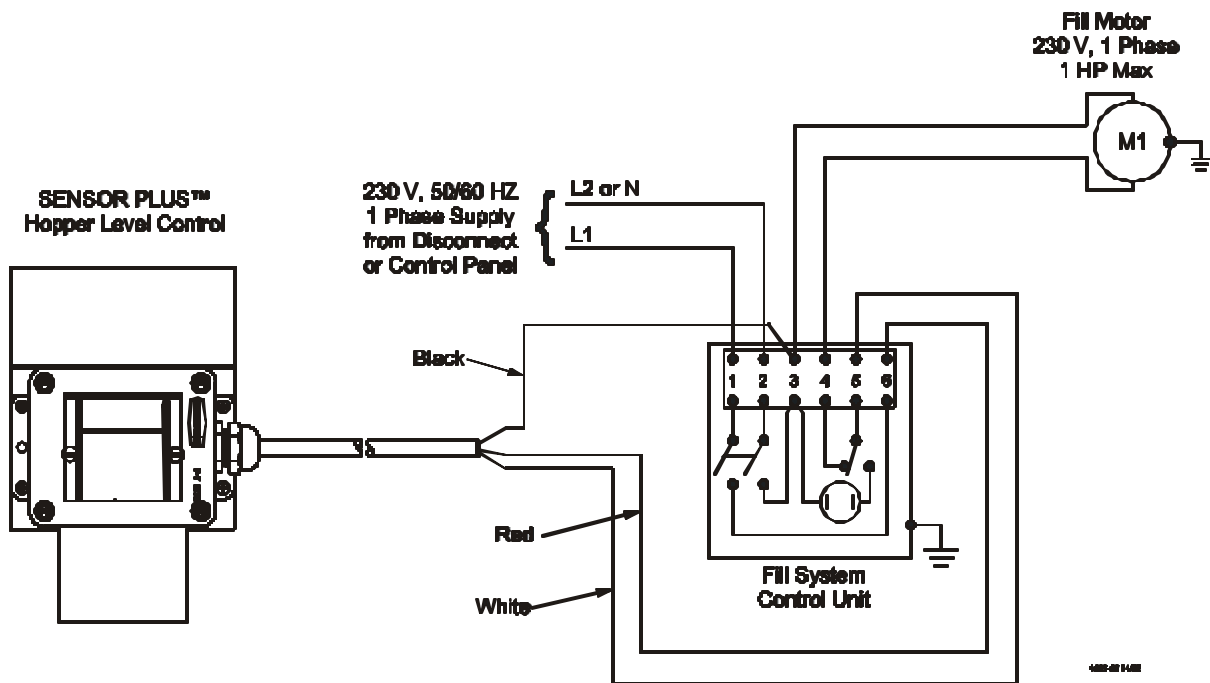 Fill Motor
230 V, 1 Phase
1 HP Max
M1
SENSOR PLUS™
Hopper Level Control
230 V, 50/60 HZ
1 Phase Supply
from Disconnect
or Control Panel
L2 or N
L1
Black
1 2 3 4 5 6
Red
White
Fill System
Control Unit